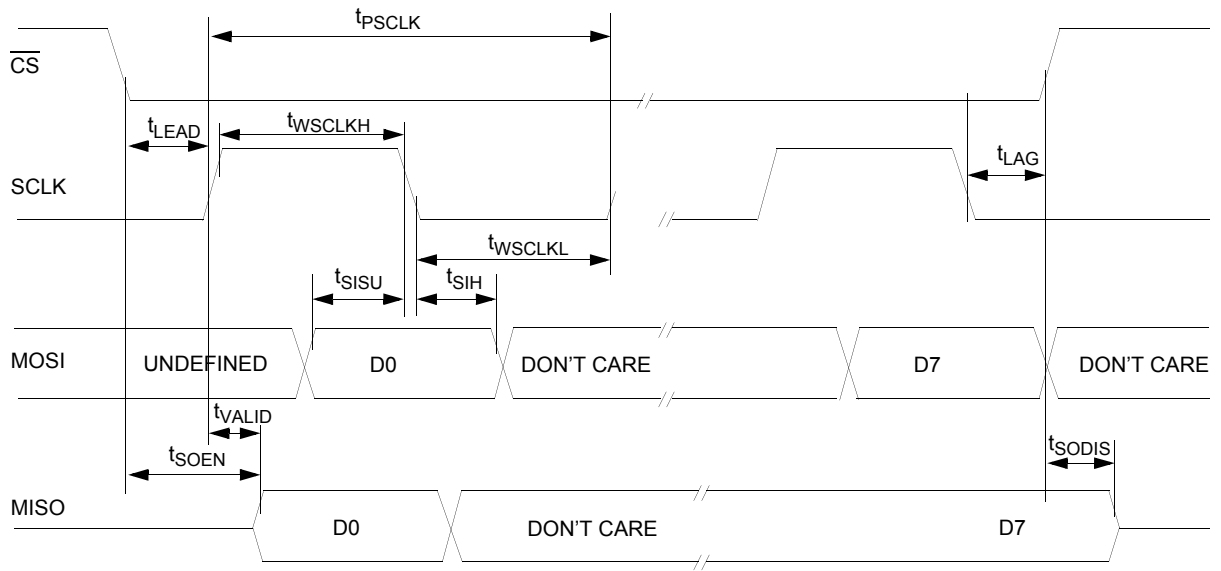 tPSCLK
CS
tLEAD
tWSCLKH
tLAG
SCLK
tWSCLKL
tSISU
tSIH
MOSI
UNDEFINED
D0
DON'T CARE
D7
DON'T CARE
tVALID
tSOEN
tSODIS
MISO
D0
DON'T CARE
D7